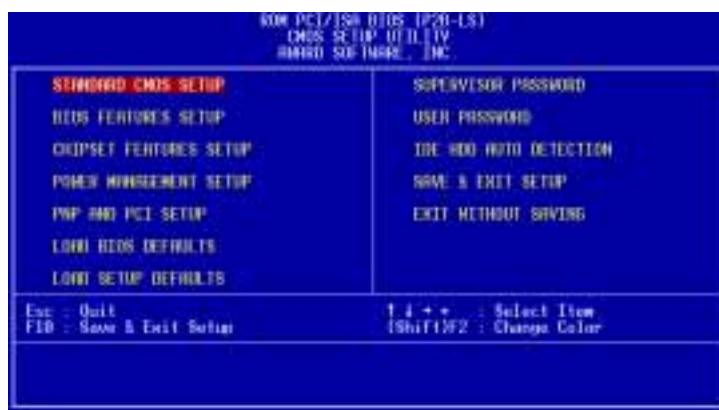 ROM PCI/ISA BIOS (P2B-LS)
CMOS SETUP UTILITY
AWARD SOFTWARE, INC.
STANDARD CMOS SETUP
BIOS FEATURES SETUP
CHIPSET FEATURES SETUP
POWER MANAGEMENT SETUP
PNP AND PCI SETUP
LOAD BIOS DEFAULTS
LOAD SETUP DEFAULTS
SUPERVISOR PASSWORD
USER PASSWORD
IDE HDD AUTO DETECTION
SAVE & EXIT SETUP
EXIT WITHOUT SAVING
Esc : Quit
F10 : Save & Exit Setup
↑ ↓ → ← : Select Item
(Shift)F2 : Change Color